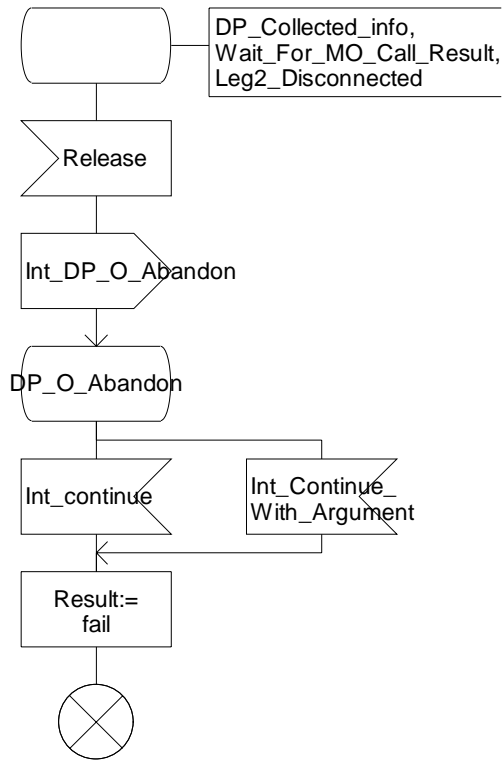 DP_Collected_info,
Wait_For_MO_Call_Result,
Leg2_Disconnected
Release
Int_DP_O_Abandon
DP_O_Abandon
Int_continue
Int_Continue_
With_Argument
Result:=
fail